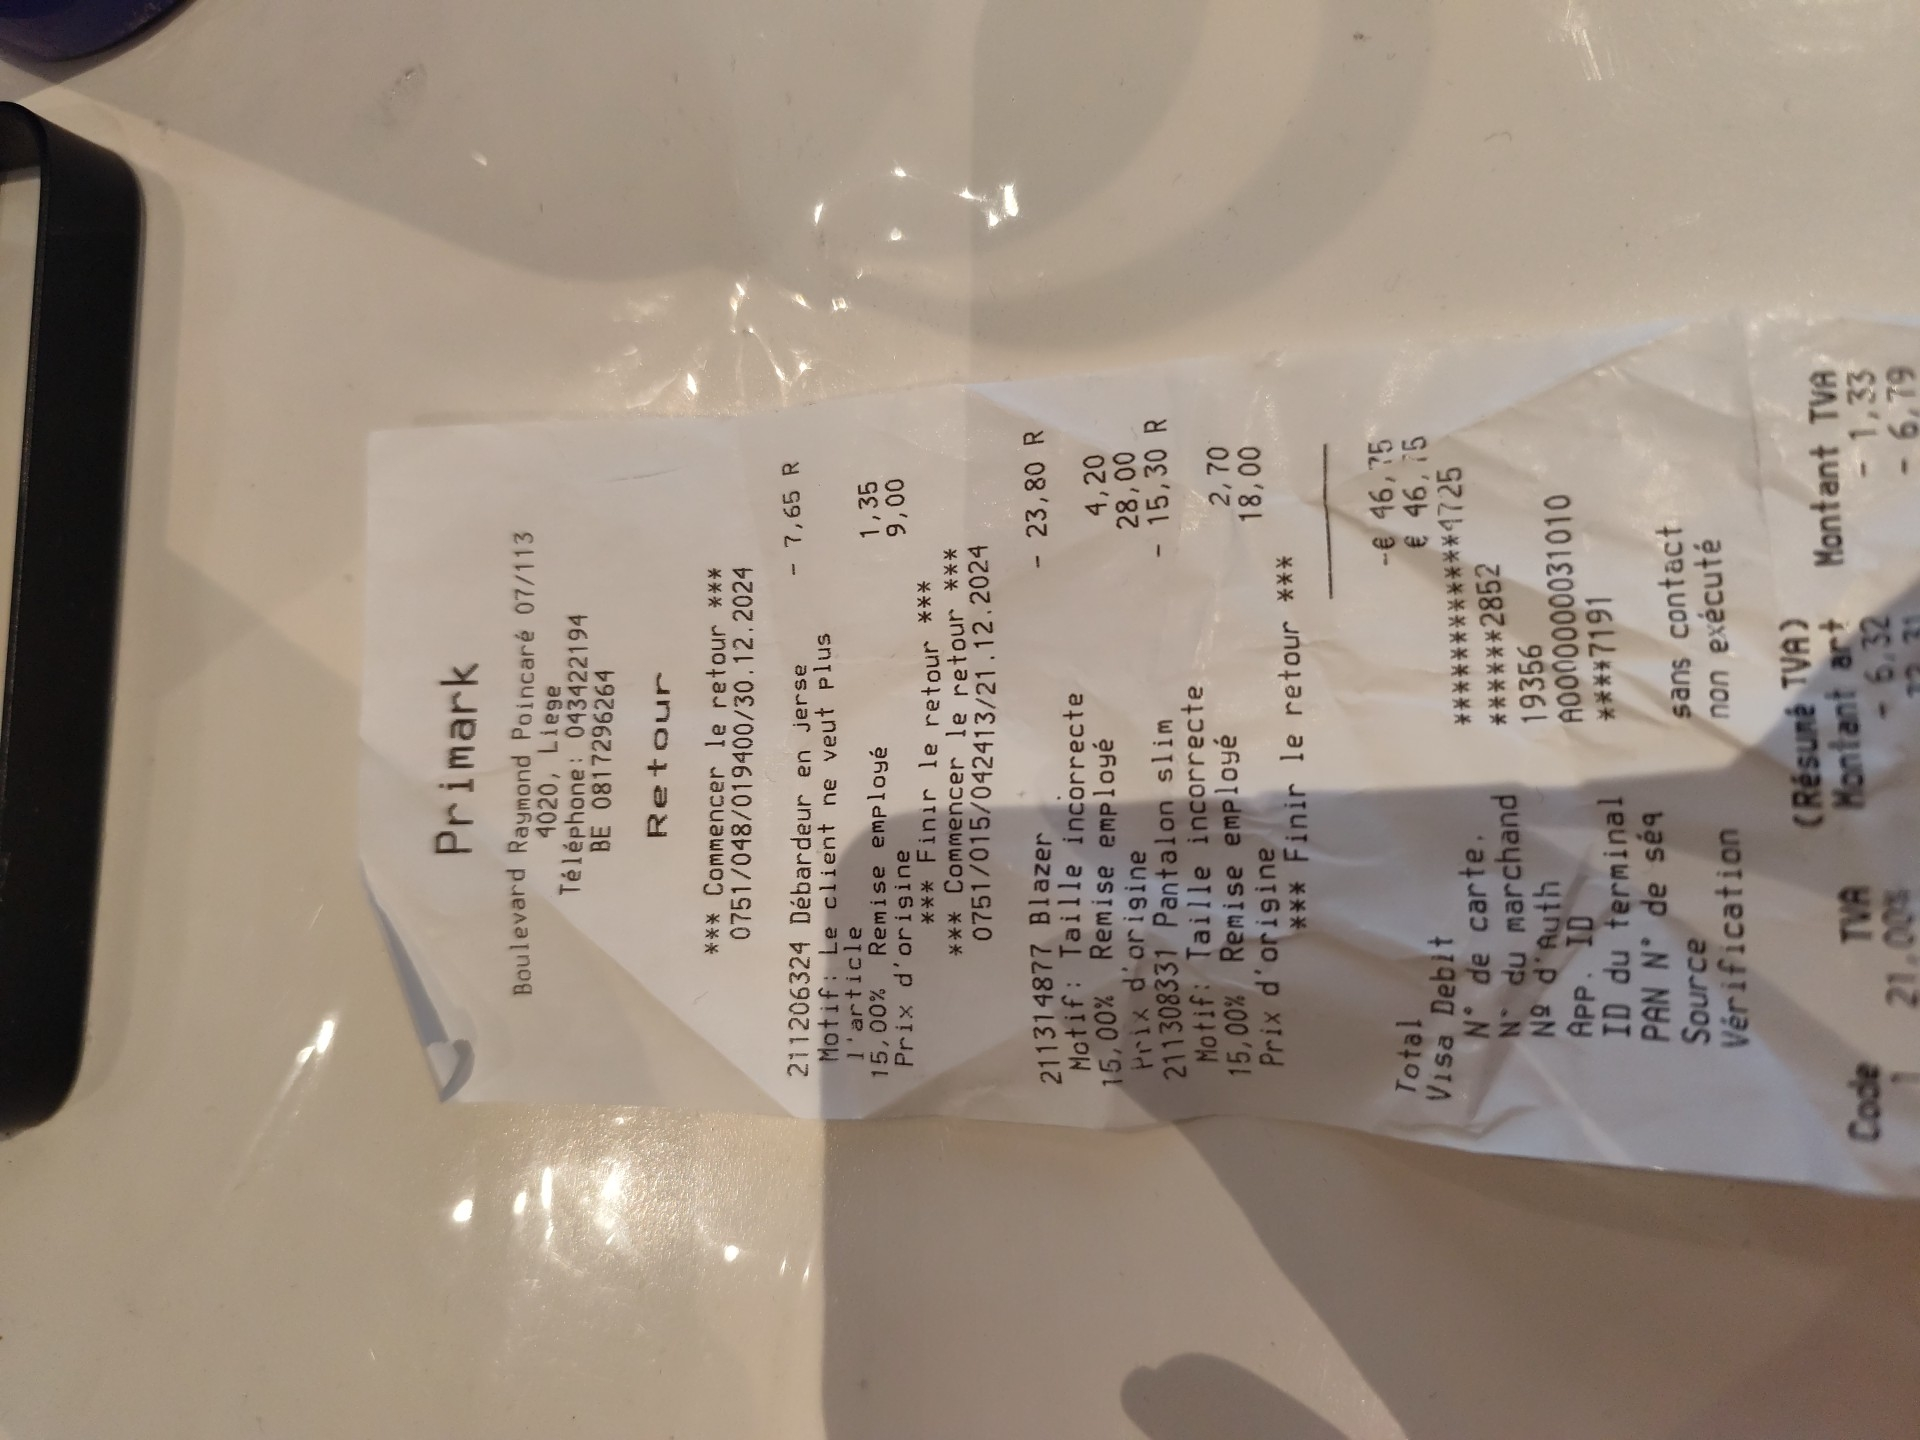 Primark
Boulevard Raymond Poincaré 07/113
4020, Liege
Téléphone: 043422194
BE 0817296264
Retour
*** Commencer le retour ***
0751/048/019400/30.12.2024
211206324 Débardeur en jerse - 7,65 R
Motif: Le client ne veut plus
l'article
15,00% Remise employé 1,35
Prix d'origine 9,00
*** Finir le retour ***
*** Commencer le retour ***
0751/015/042413/21.12.2024
211314877 Blazer - 23,80 R
Motif: Taille incorrecte
15,00% Remise employé 4,20
Prix d'origine 28,00
211308331 Pantalon slim - 15,30 R
Motif: Taille incorrecte
15,00% Remise employé 2,70
Prix d'origine 18,00
*** Finir le retour ***
Total -€ 46,75
Visa Debit € 46,75
N° de carte. ************4725
N° du marchand ******2852
Nº d'Auth 19356
APP. ID A0000000031010
ID du terminal ****7191
PAN N° de séq
Source sans contact
Vérification non exécuté
(Résumé TVA)
Code TVA Montant art Montant TVA
1 21,00% - 6,32 - 1,33
- 6,79